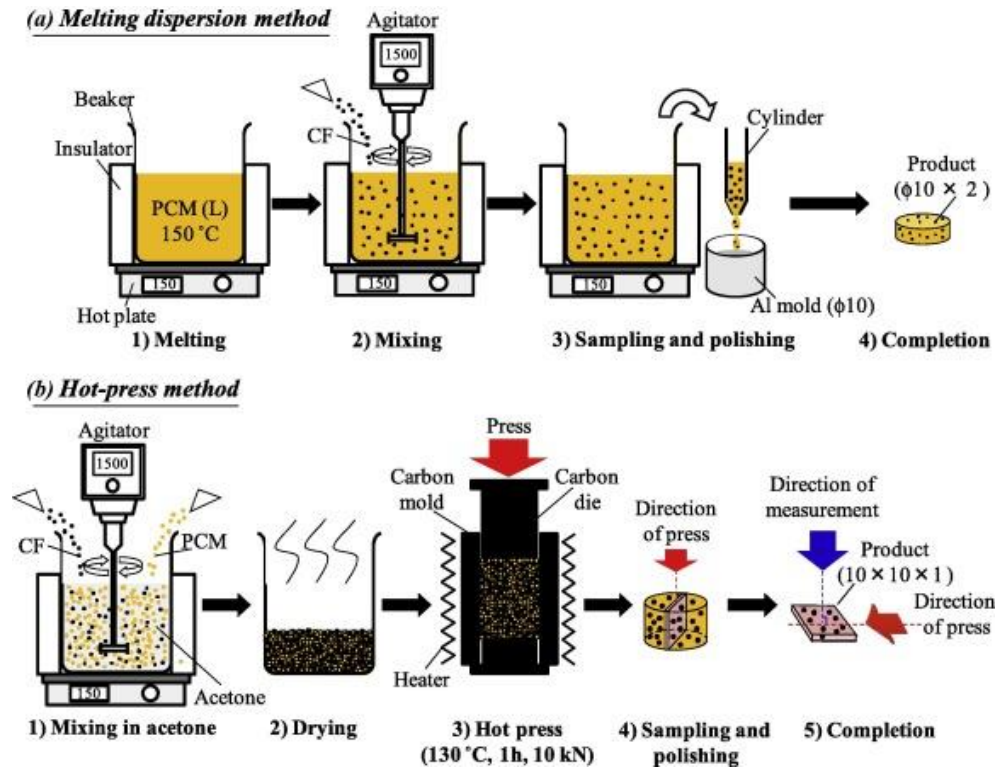 (a) Melting dispersion method
Agitator
1500
Beaker
CF
Insulator
Cylinder
Product
(ϕ10 × 2 )
PCM (L)
150 ˚C
150
150
150
Hot plate
Al mold (ϕ10)
1) Melting
2) Mixing
3) Sampling and polishing
4) Completion
(b) Hot-press method
Agitator
1500
CF
PCM
Acetone
150
Press
Carbon
mold
Carbon
die
Heater
Direction
of press
Direction of
measurement
Product
(10 × 10 × 1)
Direction
of press
1) Mixing in acetone
2) Drying
3) Hot press
(130 ˚C, 1h, 10 kN)
4) Sampling and
polishing
5) Completion